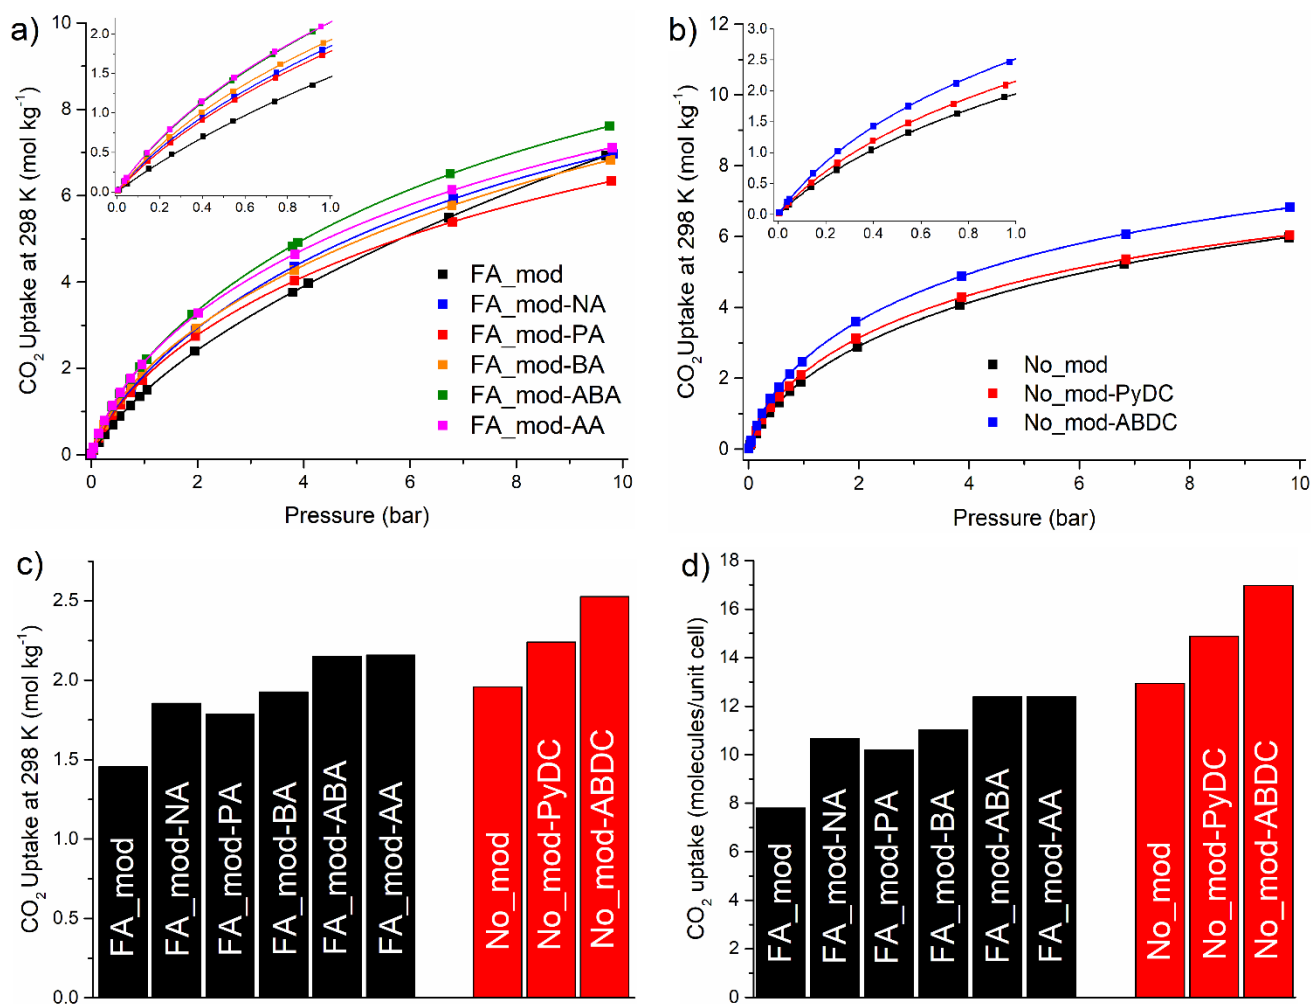 a)
CO2 Uptake at 298 K (mol kg-1)
10
8
6
4
2
0
2.0
1.5
1.0
0.5
0.0
0.0 0.2 0.4 0.6 0.8 1.0
FA_mod
FA_mod-NA
FA_mod-PA
FA_mod-BA
FA_mod-ABA
FA_mod-AA
0 2 4 6 8 10
Pressure (bar)
b)
CO2 Uptake at 298 K (mol kg-1)
12
10
8
6
4
2
0
3.0
2.5
2.0
1.5
1.0
0.5
0.0
0.0 0.2 0.4 0.6 0.8 1.0
No_mod
No_mod-PyDC
No_mod-ABDC
0 2 4 6 8 10
Pressure (bar)
c)
CO2 Uptake at 298 K (mol kg-1)
2.5
2.0
1.5
1.0
0.5
0.0
FA_mod
FA_mod-NA
FA_mod-PA
FA_mod-BA
FA_mod-ABA
FA_mod-AA
No_mod
No_mod-PyDC
No_mod-ABDC
d)
CO2 uptake (molecules/unit cell)
18
16
14
12
10
8
6
4
2
0
FA_mod
FA_mod-NA
FA_mod-PA
FA_mod-BA
FA_mod-ABA
FA_mod-AA
No_mod
No_mod-PyDC
No_mod-ABDC